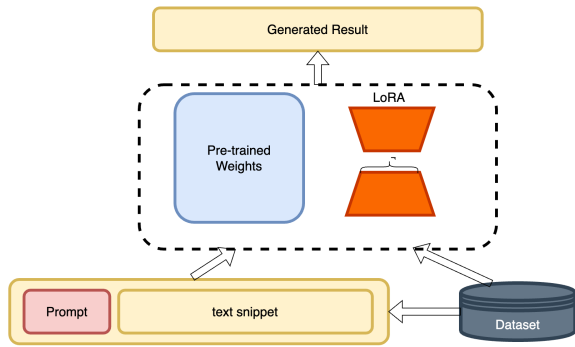 Generated Result
LoRA
Pre-trained
Weights
Prompt
text snippet
Dataset